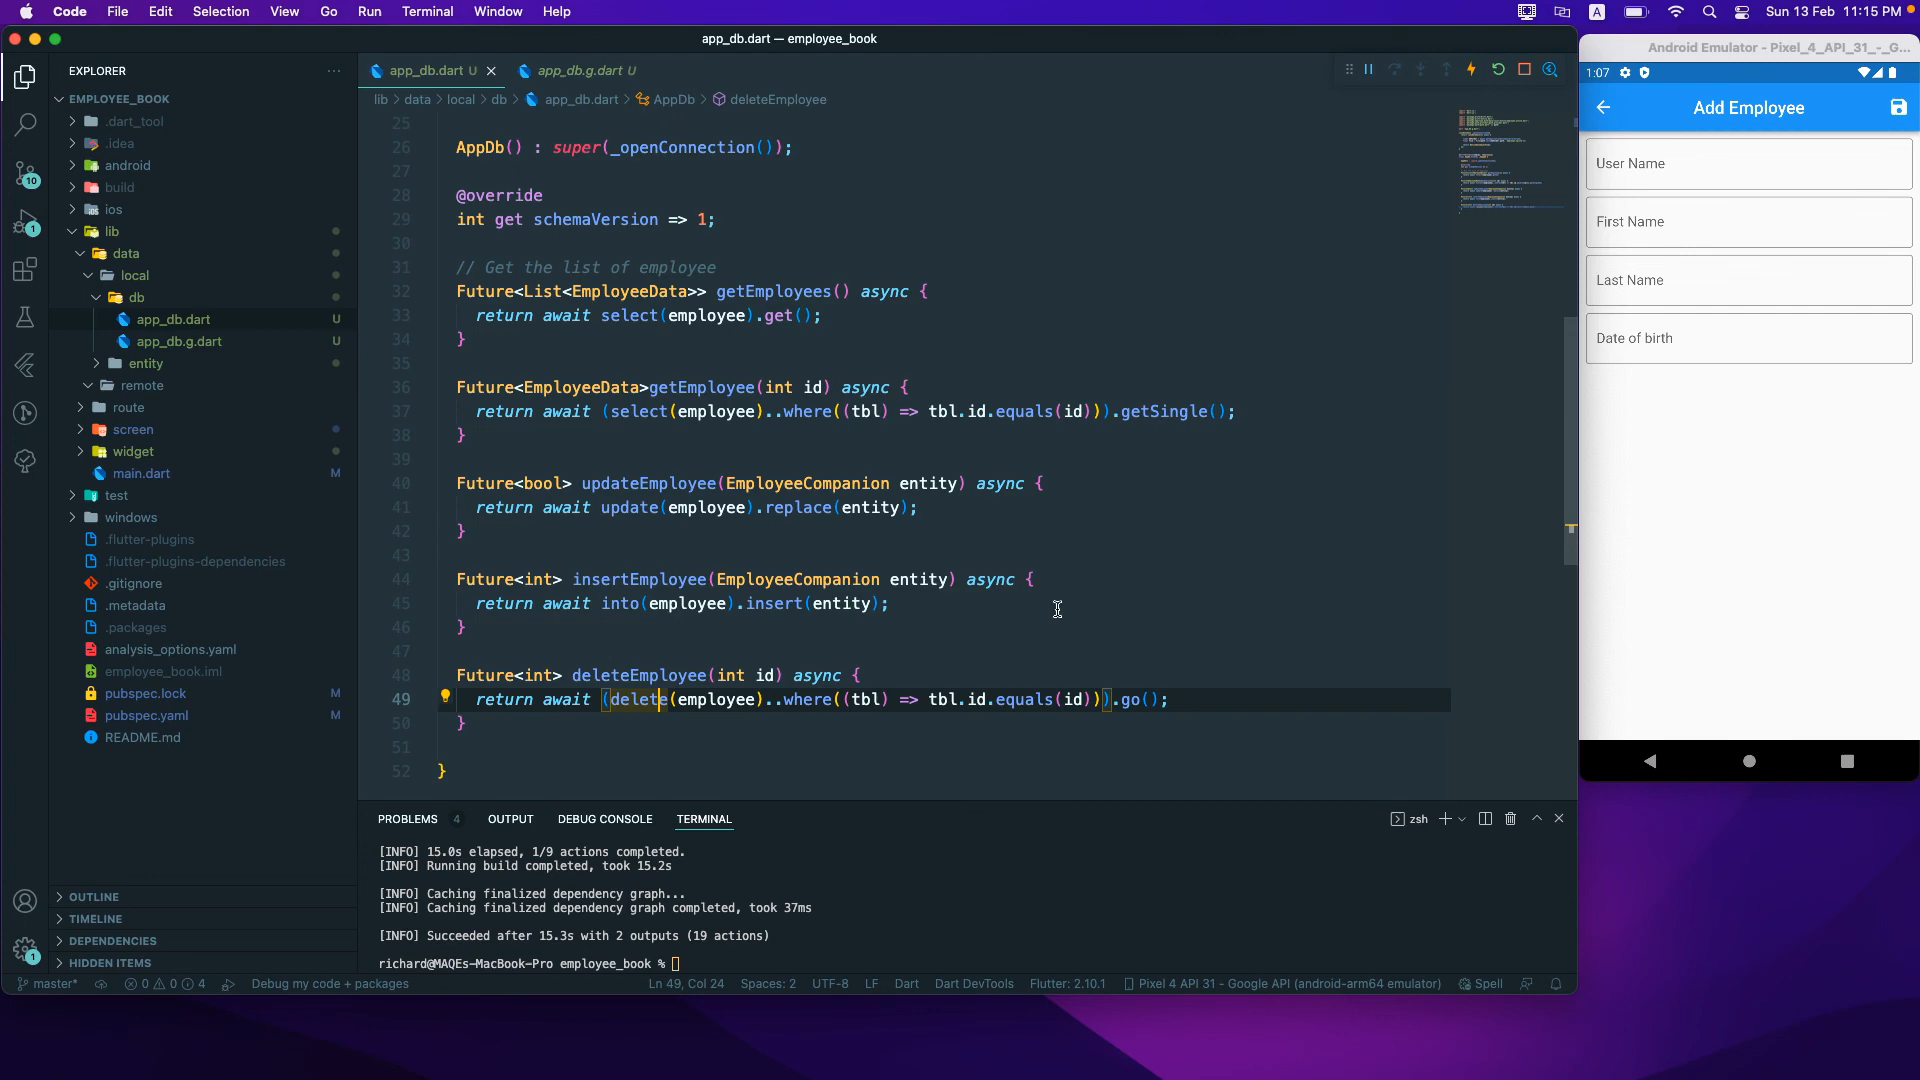 Code File Edit Selection View Go Run Terminal Window Help
A Sun 13 Feb 11:15 PM
app_db.dart — employee_book
Android Emulator - Pixel_4_API_31_-_G...
EXPLORER
EMPLOYEE_BOOK
.dart_tool
.idea
android
build
ios
lib
data
local
db
app_db.dart U
app_db.g.dart U
entity
remote
route
screen
widget
main.dart M
test
windows
.flutter-plugins
.flutter-plugins-dependencies
.gitignore
.metadata
.packages
analysis_options.yaml
employee_book.iml
pubspec.lock M
pubspec.yaml M
README.md
OUTLINE
TIMELINE
DEPENDENCIES
HIDDEN ITEMS
10
1
1
app_db.dart U app_db.g.dart U
lib > data > local > db > app_db.dart > AppDb > deleteEmployee
25
26 AppDb() : super(_openConnection());
27
28 @override
29 int get schemaVersion => 1;
30
31 // Get the list of employee
32 Future<List<EmployeeData>> getEmployees() async {
33 return await select(employee).get();
34 }
35
36 Future<EmployeeData>getEmployee(int id) async {
37 return await (select(employee)..where((tbl) => tbl.id.equals(id))).getSingle();
38 }
39
40 Future<bool> updateEmployee(EmployeeCompanion entity) async {
41 return await update(employee).replace(entity);
42 }
43
44 Future<int> insertEmployee(EmployeeCompanion entity) async {
45 return await into(employee).insert(entity);
46 }
47
48 Future<int> deleteEmployee(int id) async {
49 return await (delete(employee)..where((tbl) => tbl.id.equals(id))).go();
50 }
51
52 }
PROBLEMS 4 OUTPUT DEBUG CONSOLE TERMINAL
zsh
[INFO] 15.0s elapsed, 1/9 actions completed.
[INFO] Running build completed, took 15.2s
[INFO] Caching finalized dependency graph...
[INFO] Caching finalized dependency graph completed, took 37ms
[INFO] Succeeded after 15.3s with 2 outputs (19 actions)
richard@MAQEs-MacBook-Pro employee_book %
master* 0 0 4 Debug my code + packages Ln 49, Col 24 Spaces: 2 UTF-8 LF Dart Dart DevTools Flutter: 2.10.1 Pixel 4 API 31 - Google API (android-arm64 emulator) Spell
1:07
Add Employee
User Name
First Name
Last Name
Date of birth